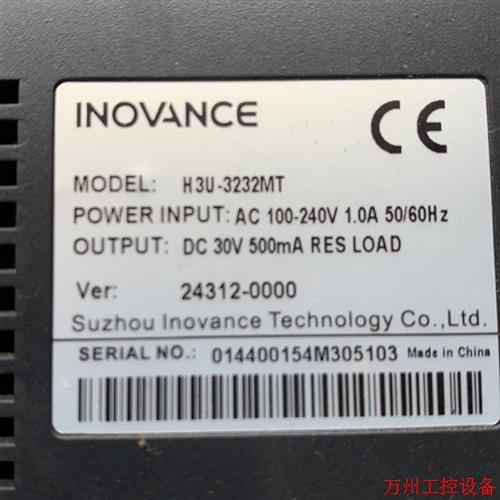 INOVANCE
CE
MODEL: H3U-3232MT
POWER INPUT: AC 100-240V 1.0A 50/60Hz
OUTPUT: DC 30V 500mA RES LOAD
Ver: 24312-0000
Suzhou Inovance Technology Co.,Ltd.
SERIAL NO.: 014400154M305103 Made in China
万州工控设备